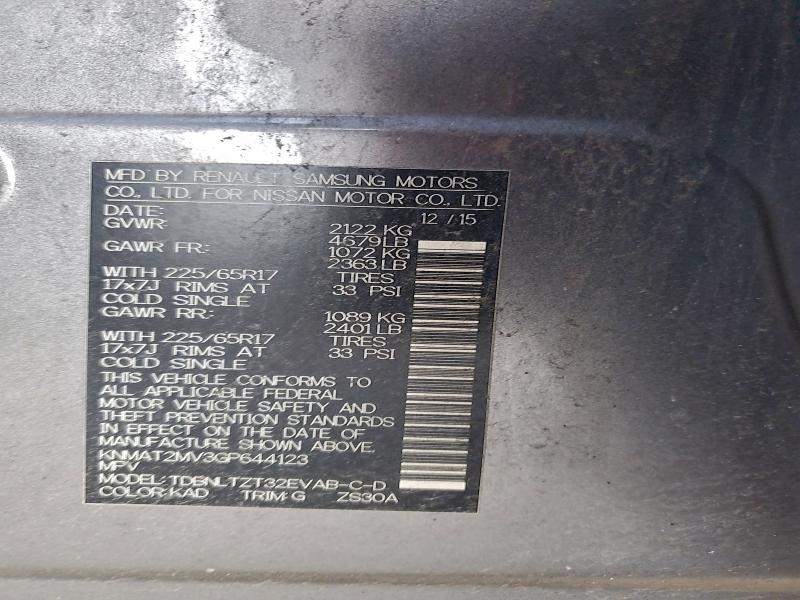 MFD BY RENAULT SAMSUNG MOTORS
CO., LTD. FOR NISSAN MOTOR CO., LTD.
DATE: 12 / 15
GVWR: 2122 KG
4679LB
GAWR FR.: 1072 KG
2363LB
WITH 225/65R17 TIRES
17x7J RIMS AT 33 PSI
COLD SINGLE
GAWR RR.: 1089 KG
2401LB
WITH 225/65R17 TIRES
17x7J RIMS AT 33 PSI
COLD SINGLE
THIS VEHICLE CONFORMS TO
ALL APPLICABLE FEDERAL
MOTOR VEHICLE SAFETY AND
THEFT PREVENTION STANDARDS
IN EFFECT ON THE DATE OF
MANUFACTURE SHOWN ABOVE.
KNMAT2MV3GP644123
MPV
MODEL:TDBNLTZT32EVAB-C-D
COLOR:KAD TRIM:G ZS30A